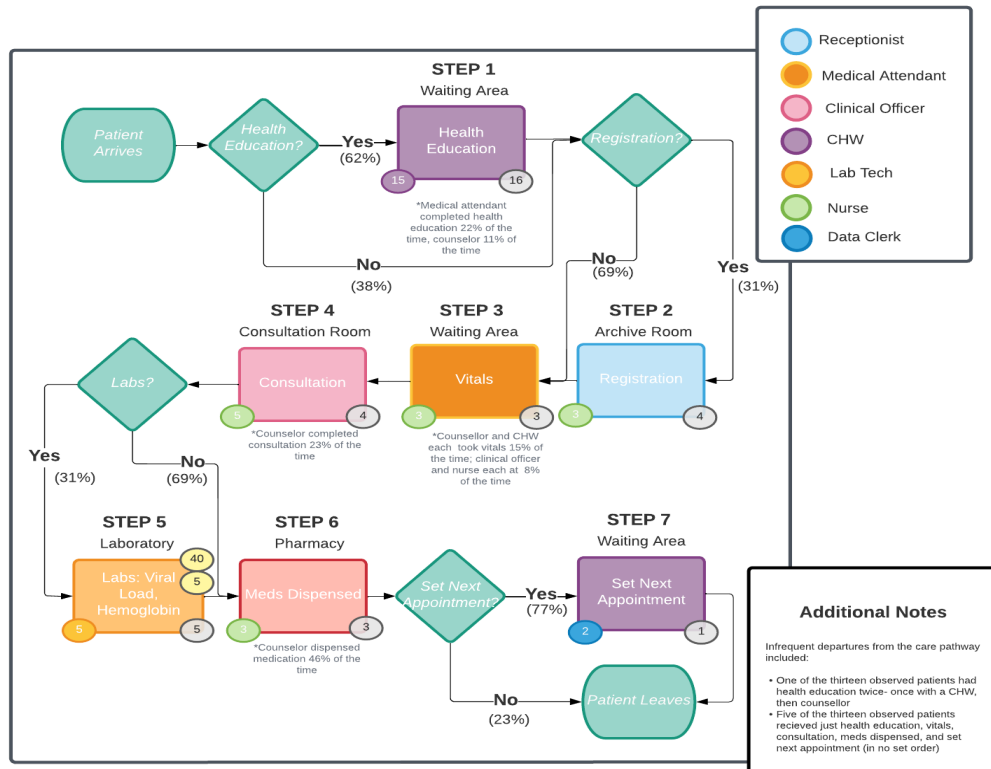 Receptionist
Medical Attendant
Clinical Officer
CHW
Lab Tech
Nurse
Data Clerk
STEP 1
Waiting Area
Patient
Arrives
Health
Education?
Yes
(62%)
Health
Education
15
16
*Medical attendant
completed health
education 22% of the
time, counselor 11% of
the time
Registration?
No
(38%)
No
(69%)
Yes
(31%)
STEP 4
Consultation Room
STEP 3
Waiting Area
STEP 2
Archive Room
Labs?
Consultation
5
4
*Counselor completed
consultation 23% of the
time
Vitals
3
3
*Counsellor and CHW
each took vitals 15% of
the time; clinical officer
and nurse each at 8%
of the time
Registration
3
4
Yes
(31%)
No
(69%)
STEP 5
Laboratory
STEP 6
Pharmacy
STEP 7
Waiting Area
40
5
Labs: Viral
Load,
Hemoglobin
5
5
Meds Dispensed
3
3
*Counselor dispensed
medication 46% of the
time
Set Next
Appointment?
Yes
(77%)
Set Next
Appointment
2
1
No
(23%)
Patient Leaves
Additional Notes
Infrequent departures from the care pathway
included:
• One of the thirteen observed patients had
health education twice- once with a CHW,
then counsellor
• Five of the thirteen observed patients
recieved just health education, vitals,
consultation, meds dispensed, and set
next appointment (in no set order)